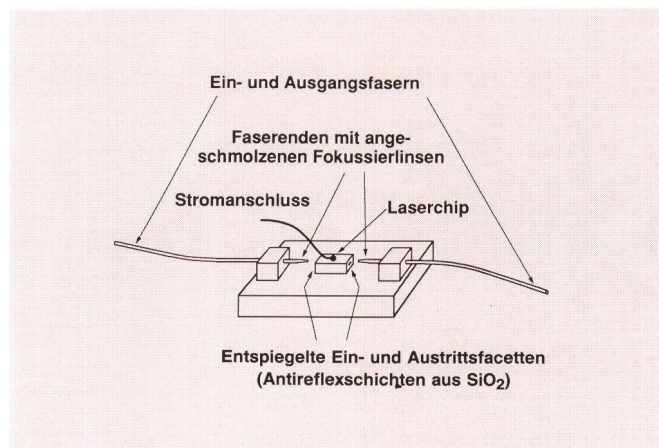 Ein- und Ausgangsfasern
Faserenden mit ange-
schmolzenen Fokussierlinsen
Stromanschluss
Laserchip
Entspiegelte Ein- und Austrittsfacetten
(Antireflexschichten aus SiO₂)